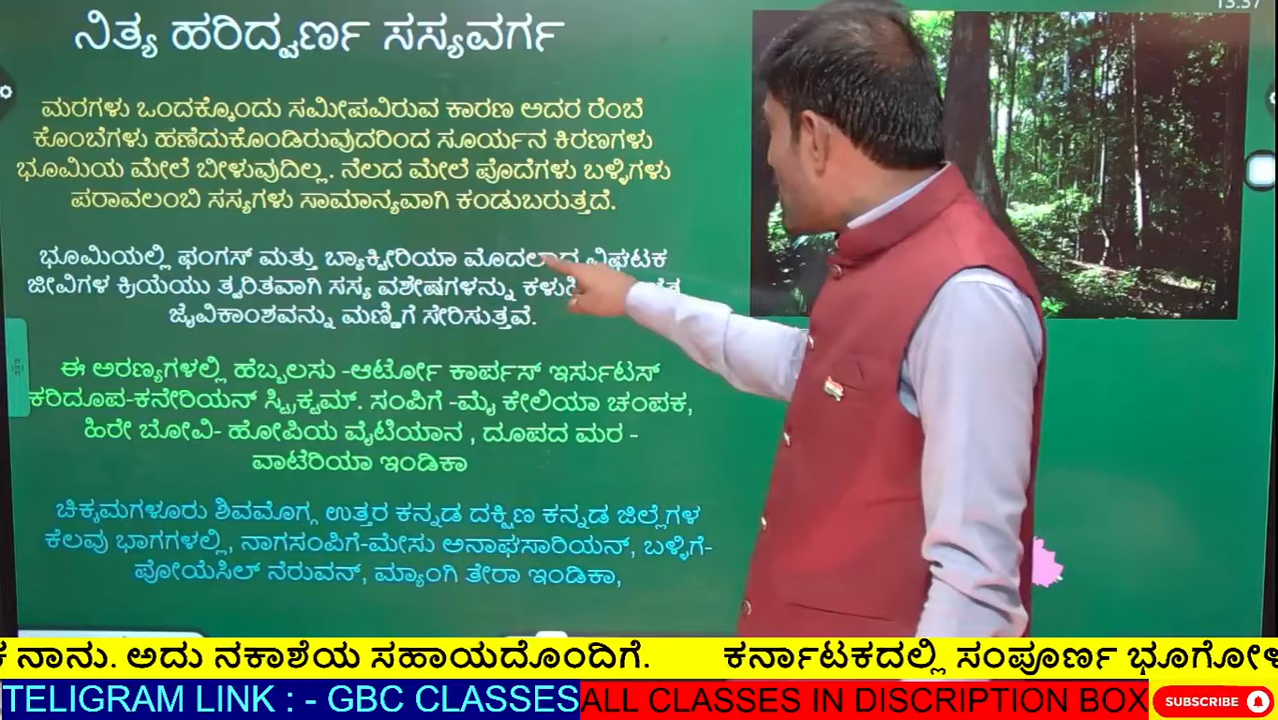 13:37
ನಿತ್ಯ ಹರಿದ್ವರ್ಣ ಸಸ್ಯವರ್ಗ
ಮರಗಳು ಒಂದಕ್ಕೊಂದು ಸಮೀಪವಿರುವ ಕಾರಣ ಅದರ ರೆಂಬೆ
ಕೊಂಬೆಗಳು ಹಣೆದುಕೊಂಡಿರುವುದರಿಂದ ಸೂರ್ಯನ ಕಿರಣಗಳು
ಭೂಮಿಯ ಮೇಲೆ ಬೀಳುವುದಿಲ್ಲ. ನೆಲದ ಮೇಲೆ ಪೊದೆಗಳು ಬಳ್ಳಿಗಳು
ಪರಾವಲಂಬಿ ಸಸ್ಯಗಳು ಸಾಮಾನ್ಯವಾಗಿ ಕಂಡುಬರುತ್ತದೆ.
ಭೂಮಿಯಲ್ಲಿ ಫಂಗಸ್ ಮತ್ತು ಬ್ಯಾಕ್ಟೀರಿಯಾ ಮೊದಲಾದ ವಿಘಟಕ
ಜೀವಿಗಳ ಕ್ರಿಯೆಯು ತ್ವರಿತವಾಗಿ ಸಸ್ಯ ವಶೇಷಗಳನ್ನು
ಜೈವಿಕಾಂಶವನ್ನು ಮಣ್ಣಿಗೆ ಸೇರಿಸುತ್ತವೆ.
ಈ ಅರಣ್ಯಗಳಲ್ಲಿ ಹೆಬ್ಬಲಸು -ಆರ್ಟೋ ಕಾರ್ಪಸ್ ಇರ್ಸುಟಸ್
ಕರಿದೂಪ-ಕನೇರಿಯನ್ ಸ್ಟ್ರಿಕ್ಟಮ್. ಸಂಪಿಗೆ -ಮೈ ಕೇಲಿಯಾ ಚಂಪಕ,
ಹಿರೇ ಬೋವಿ- ಹೋಪಿಯ ವೈಟಿಯಾನ , ದೂಪದ ಮರ -
ವಾಟೆರಿಯಾ ಇಂಡಿಕಾ
ಚಿಕ್ಕಮಗಳೂರು ಶಿವಮೊಗ್ಗ ಉತ್ತರ ಕನ್ನಡ ದಕ್ಷಿಣ ಕನ್ನಡ ಜಿಲ್ಲೆಗಳ
ಕೆಲವು ಭಾಗಗಳಲ್ಲಿ, ನಾಗಸಂಪಿಗೆ-ಮೇಸು ಅನಾಘಸಾರಿಯನ್, ಬಳ್ಳಿಗೆ-
ಪೋಯೆಸಿಲ್ ನೆರುವನ್, ಮ್ಯಾಂಗಿ ತೇರಾ ಇಂಡಿಕಾ,
ನಾನು. ಅದು ನಕಾಶೆಯ ಸಹಾಯದೊಂದಿಗೆ. ಕರ್ನಾಟಕದಲ್ಲಿ ಸಂಪೂರ್ಣ ಭೂಗೋಳ
TELIGRAM LINK : - GBC CLASSES ALL CLASSES IN DISCRIPTION BOX SUBSCRIBE